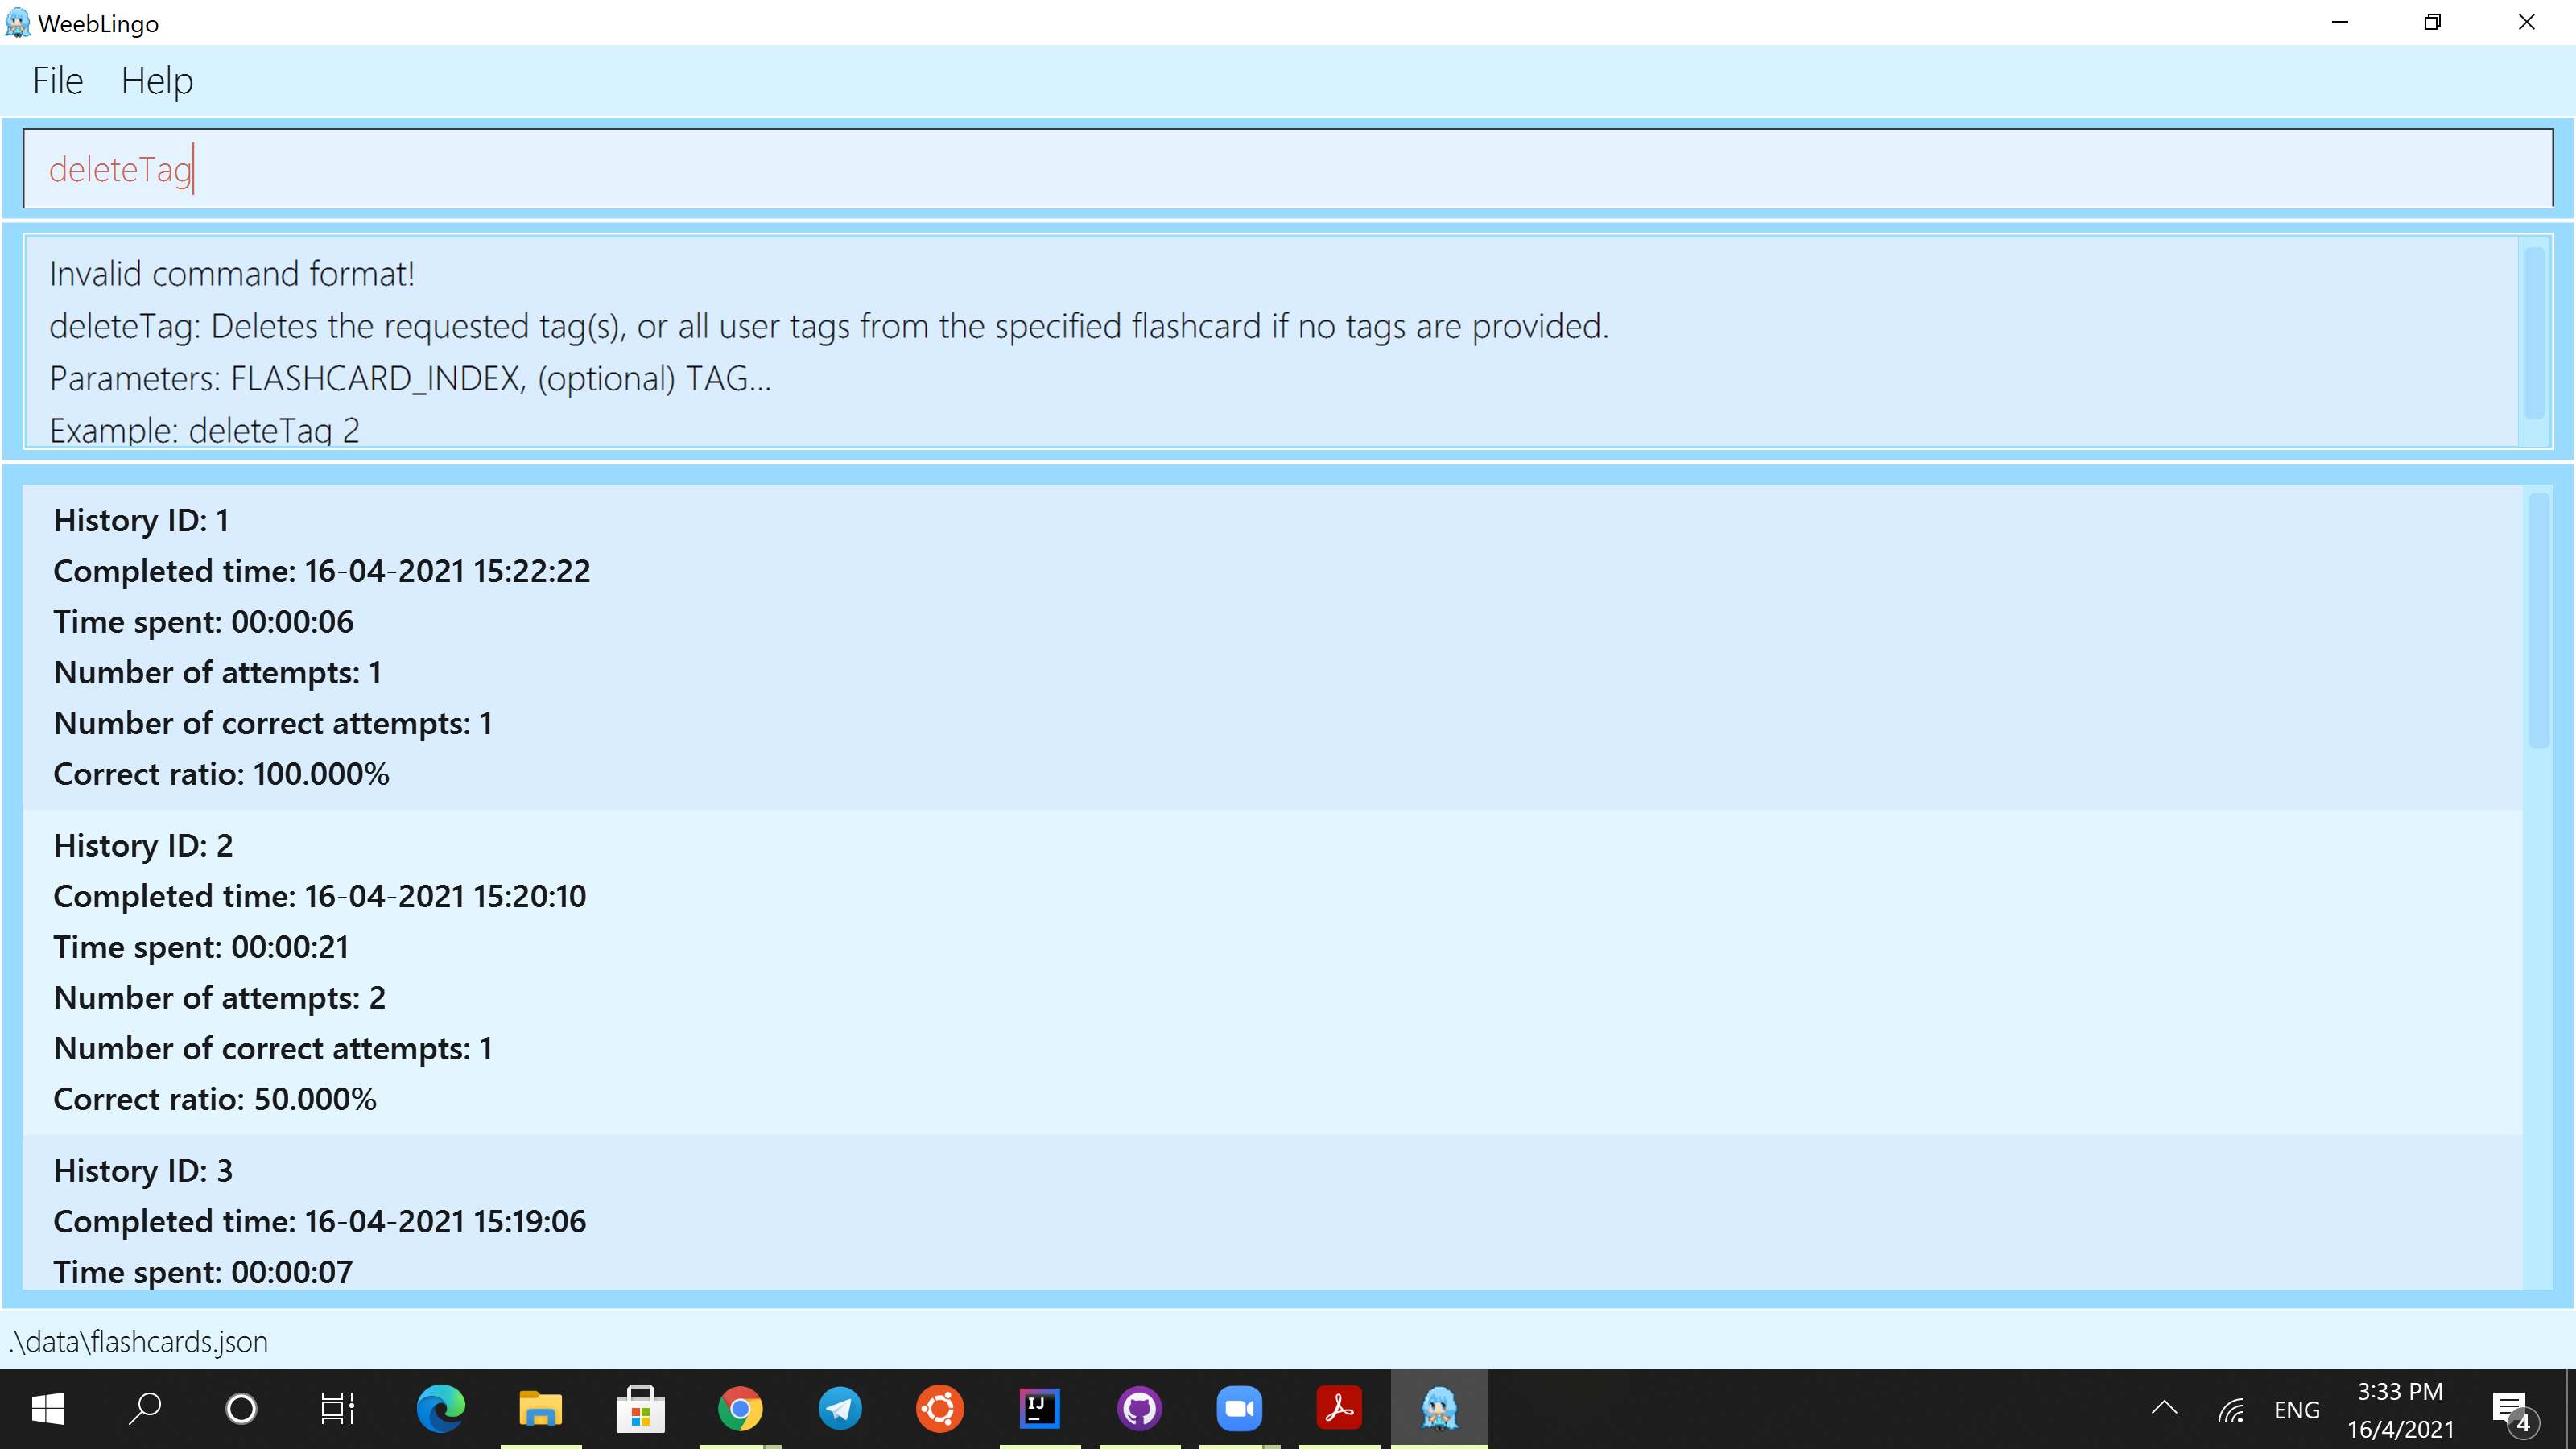 WeebLingo
File Help
deleteTag
Invalid command format!
deleteTag: Deletes the requested tag(s), or all user tags from the specified flashcard if no tags are provided.
Parameters: FLASHCARD_INDEX, (optional) TAG...
Example: deleteTag 2
History ID: 1
Completed time: 16-04-2021 15:22:22
Time spent: 00:00:06
Number of attempts: 1
Number of correct attempts: 1
Correct ratio: 100.000%
History ID: 2
Completed time: 16-04-2021 15:20:10
Time spent: 00:00:21
Number of attempts: 2
Number of correct attempts: 1
Correct ratio: 50.000%
History ID: 3
Completed time: 16-04-2021 15:19:06
Time spent: 00:00:07
.\data\flashcards.json
IJ
ENG
3:33 PM
16/4/2021
4